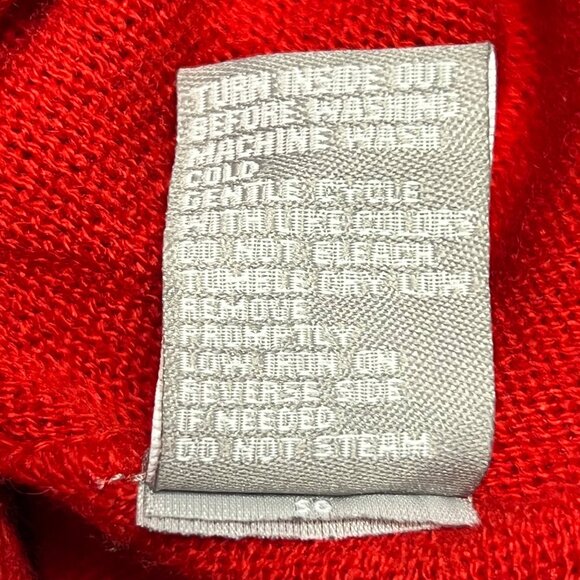 TURN INSIDE OUT
BEFORE WASHING
MACHINE WASH
COLD
GENTLE CYCLE
WITH LIKE COLORS
DO NOT BLEACH
TUMBLE DRY LOW
REMOVE
PROMPTLY
LOW IRON ON
REVERSE SIDE
IF NEEDED
DO NOT STEAM